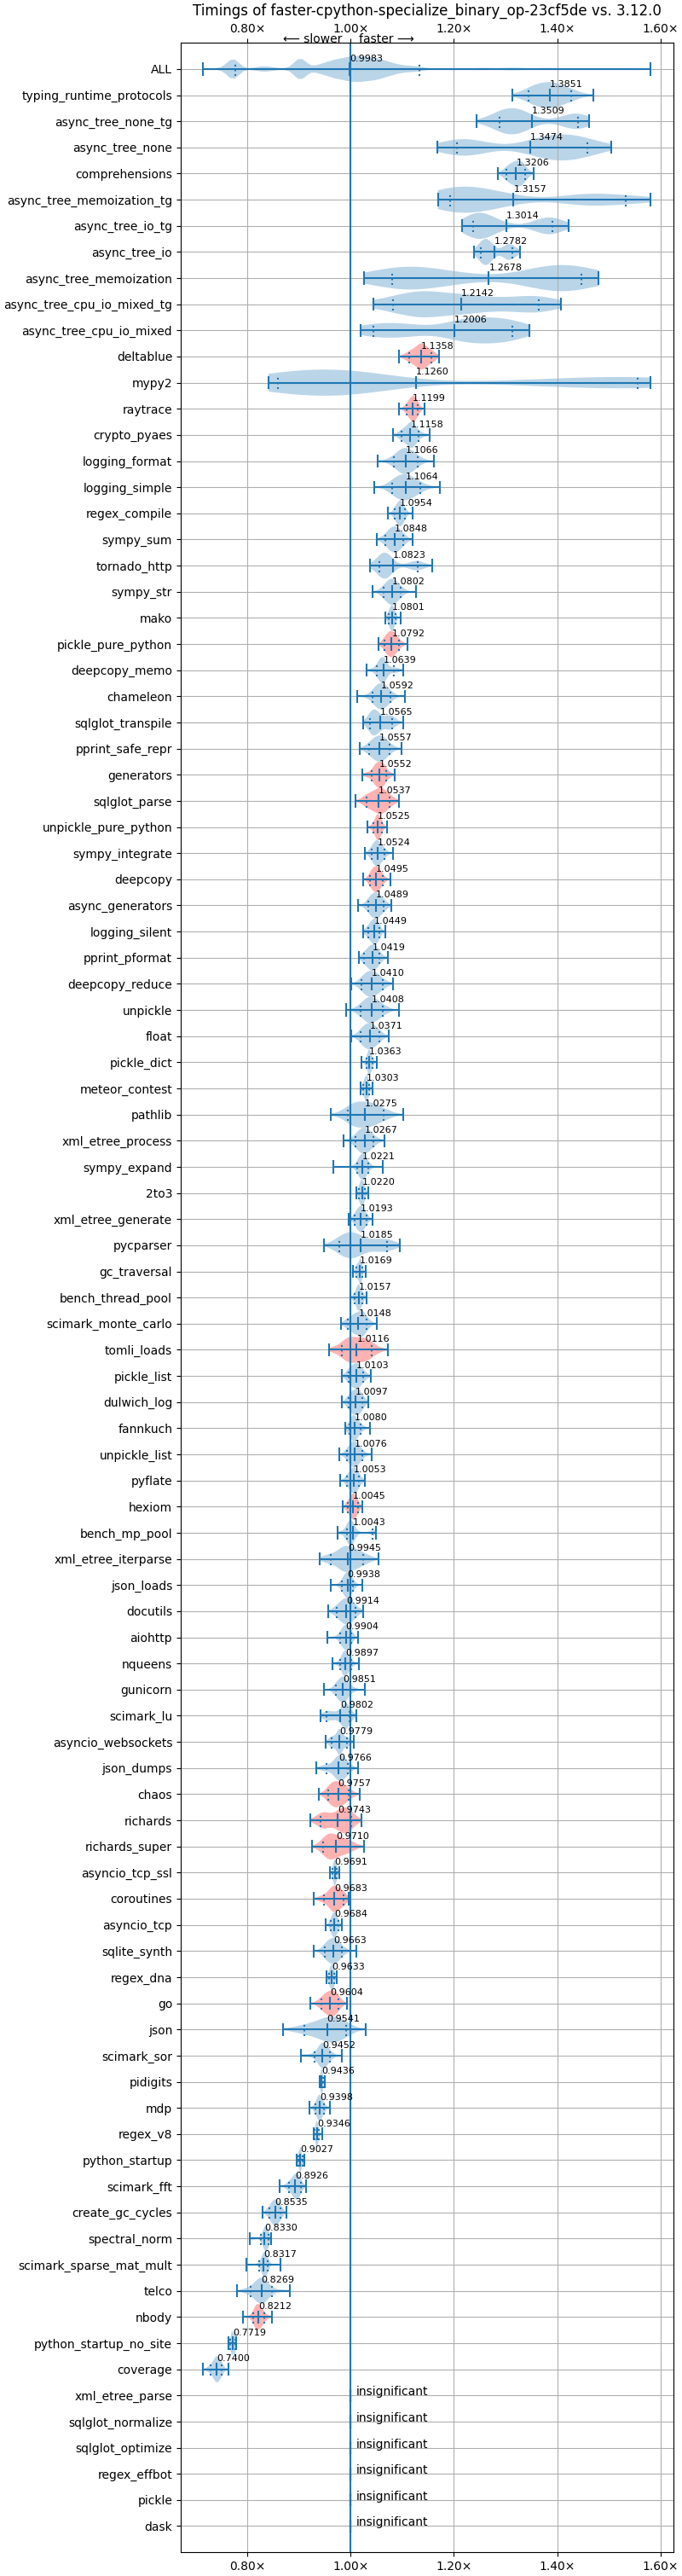 Timings of faster-cpython-specialize_binary_op-23cf5de vs. 3.12.0
0.80× 1.00× 1.20× 1.40× 1.60×
⟵ slower faster ⟶
ALL 0.9983
typing_runtime_protocols 1.3851
async_tree_none_tg 1.3509
async_tree_none 1.3474
comprehensions 1.3206
async_tree_memoization_tg 1.3157
async_tree_io_tg 1.3014
async_tree_io 1.2782
async_tree_memoization 1.2678
async_tree_cpu_io_mixed_tg 1.2142
async_tree_cpu_io_mixed 1.2006
deltablue 1.1358
mypy2 1.1260
raytrace 1.1199
crypto_pyaes 1.1158
logging_format 1.1066
logging_simple 1.1064
regex_compile 1.0954
sympy_sum 1.0848
tornado_http 1.0823
sympy_str 1.0802
mako 1.0801
pickle_pure_python 1.0792
deepcopy_memo 1.0639
chameleon 1.0592
sqlglot_transpile 1.0565
pprint_safe_repr 1.0557
generators 1.0552
sqlglot_parse 1.0537
unpickle_pure_python 1.0525
sympy_integrate 1.0524
deepcopy 1.0495
async_generators 1.0489
logging_silent 1.0449
pprint_pformat 1.0419
deepcopy_reduce 1.0410
unpickle 1.0408
float 1.0371
pickle_dict 1.0363
meteor_contest 1.0303
pathlib 1.0275
xml_etree_process 1.0267
sympy_expand 1.0221
2to3 1.0220
xml_etree_generate 1.0193
pycparser 1.0185
gc_traversal 1.0169
bench_thread_pool 1.0157
scimark_monte_carlo 1.0148
tomli_loads 1.0116
pickle_list 1.0103
dulwich_log 1.0097
fannkuch 1.0080
unpickle_list 1.0076
pyflate 1.0053
hexiom 1.0045
bench_mp_pool 1.0043
xml_etree_iterparse 0.9945
json_loads 0.9938
docutils 0.9914
aiohttp 0.9904
nqueens 0.9897
gunicorn 0.9851
scimark_lu 0.9802
asyncio_websockets 0.9779
json_dumps 0.9766
chaos 0.9757
richards 0.9743
richards_super 0.9710
asyncio_tcp_ssl 0.9691
coroutines 0.9683
asyncio_tcp 0.9684
sqlite_synth 0.9663
regex_dna 0.9633
go 0.9604
json 0.9541
scimark_sor 0.9452
pidigits 0.9436
mdp 0.9398
regex_v8 0.9346
python_startup 0.9027
scimark_fft 0.8926
create_gc_cycles 0.8535
spectral_norm 0.8330
scimark_sparse_mat_mult 0.8317
telco 0.8269
nbody 0.8212
python_startup_no_site 0.7719
coverage 0.7400
xml_etree_parse insignificant
sqlglot_normalize insignificant
sqlglot_optimize insignificant
regex_effbot insignificant
pickle insignificant
dask insignificant
0.80× 1.00× 1.20× 1.40× 1.60×